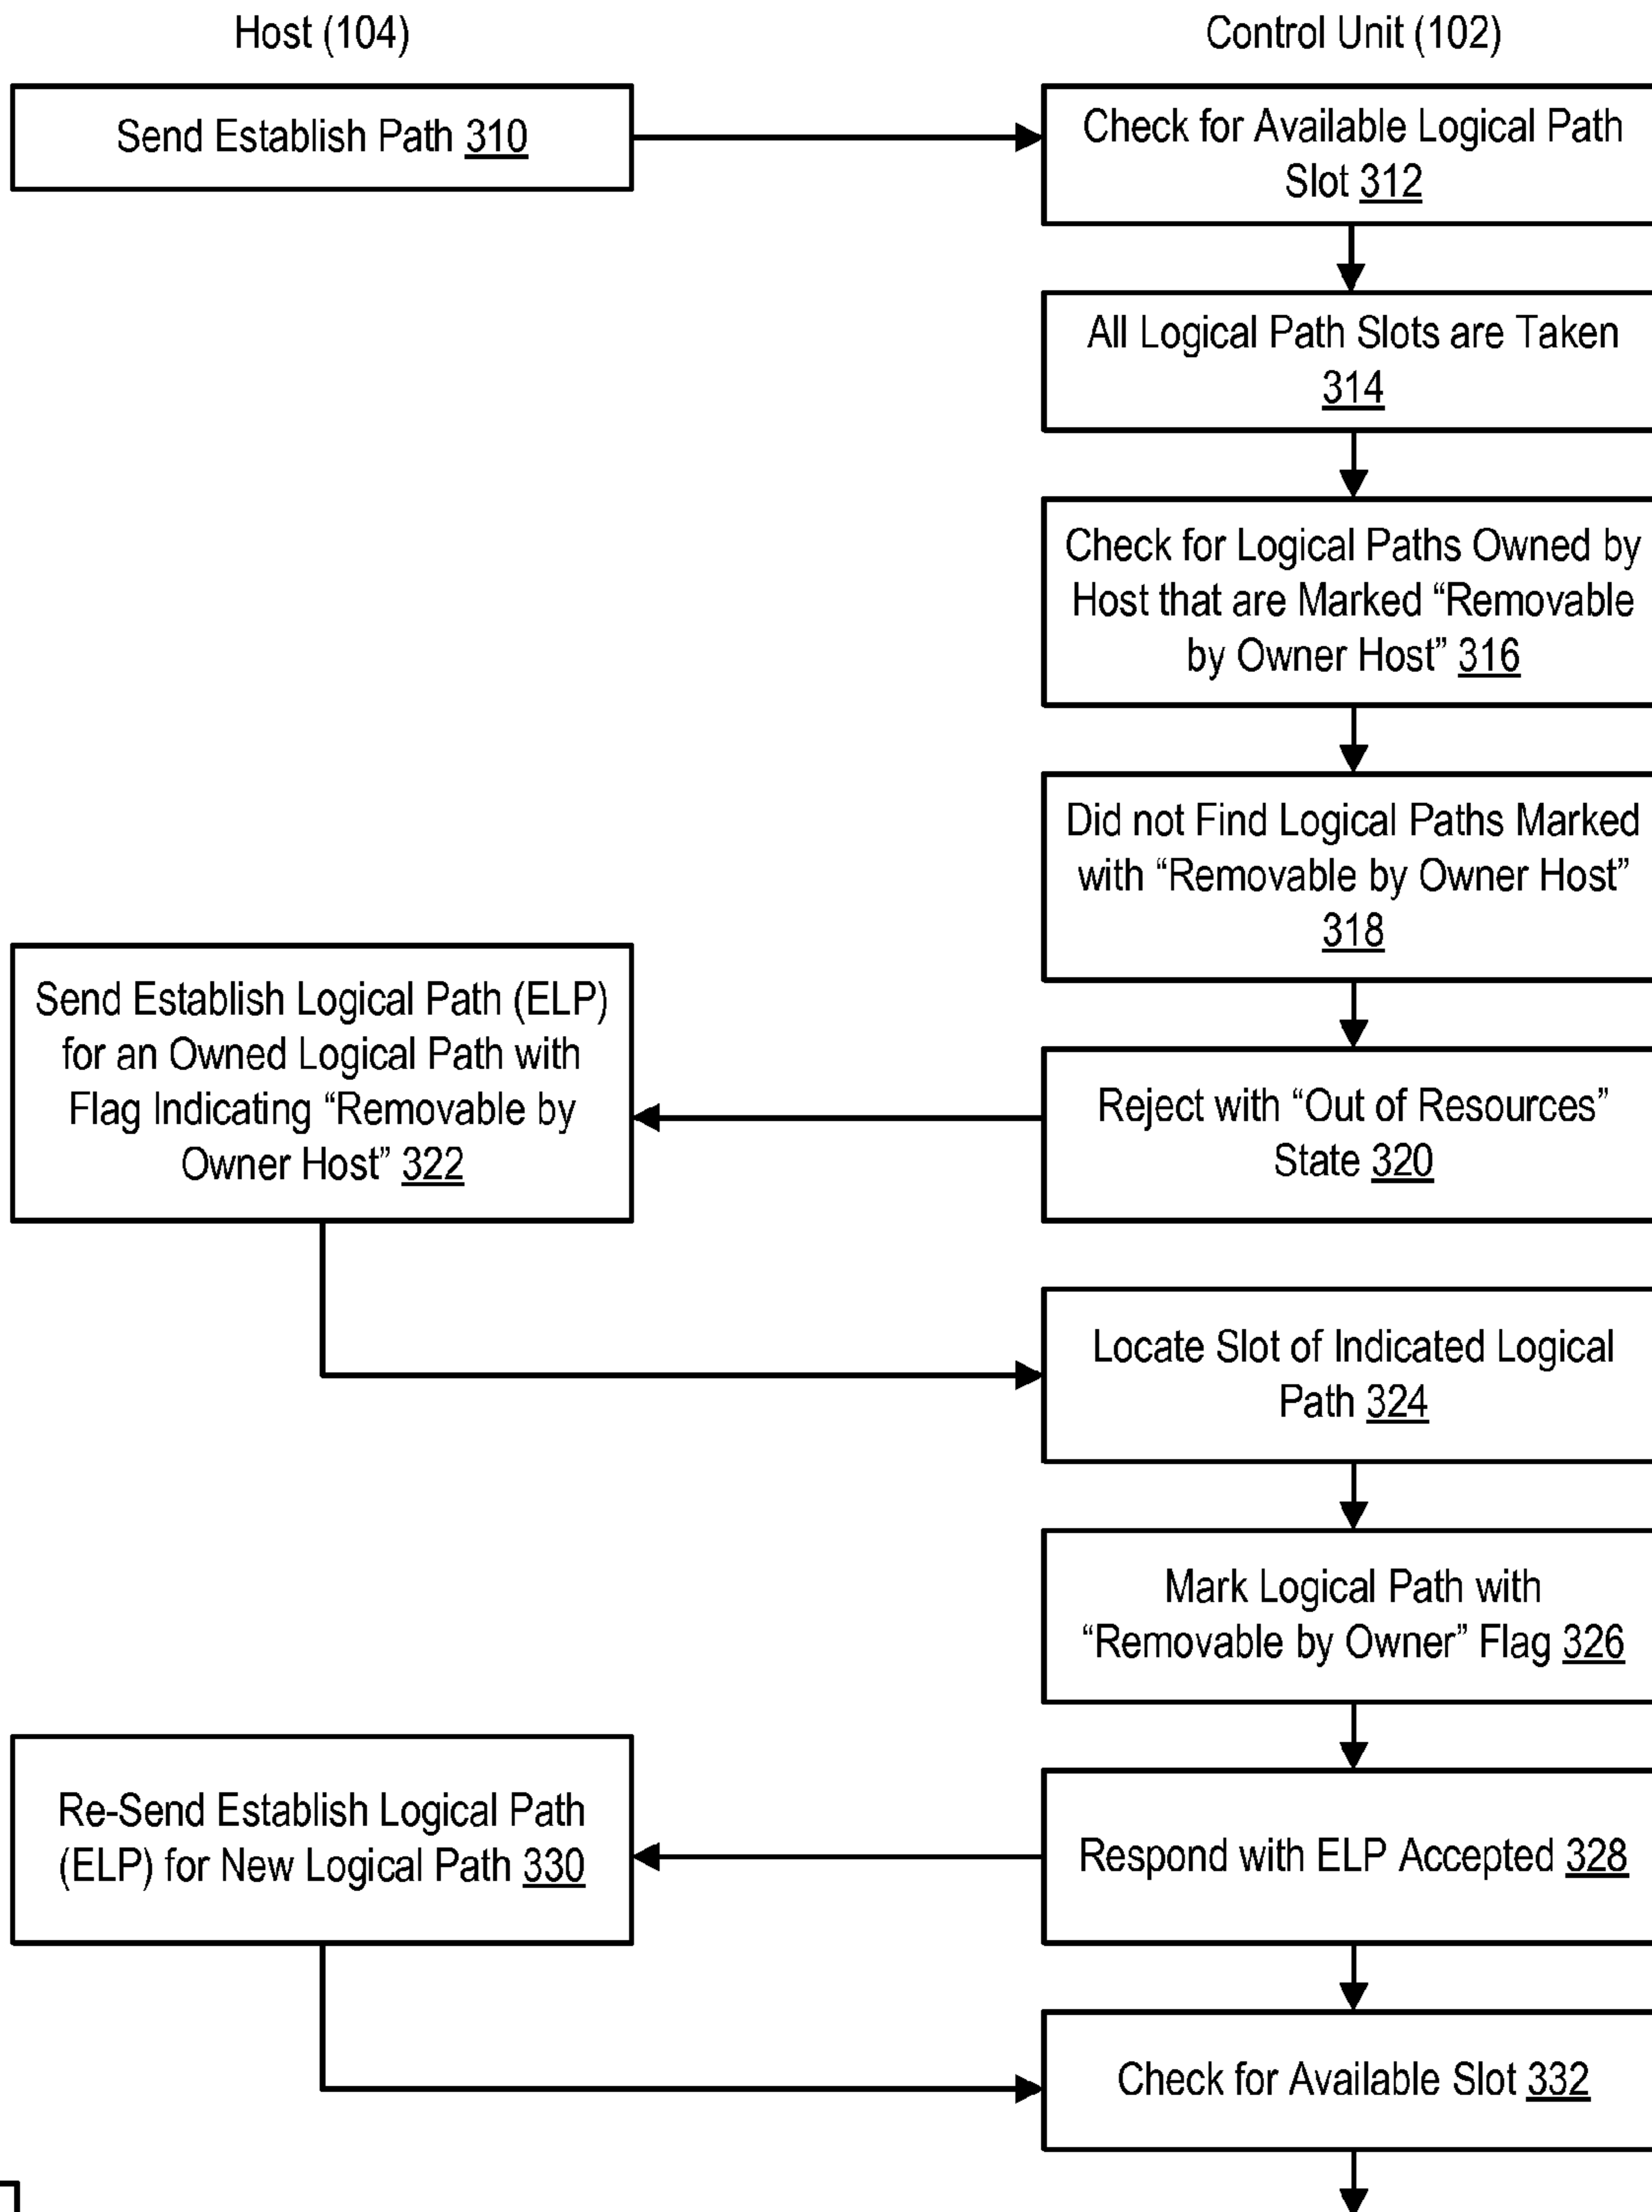 Host (104)
Control Unit (102)
Send Establish Path 310
Check for Available Logical Path
Slot 312
All Logical Path Slots are Taken
314
Check for Logical Paths Owned by
Host that are Marked “Removable
by Owner Host” 316
Did not Find Logical Paths Marked
with “Removable by Owner Host”
318
Reject with “Out of Resources”
State 320
Send Establish Logical Path (ELP)
for an Owned Logical Path with
Flag Indicating “Removable by
Owner Host” 322
Locate Slot of Indicated Logical
Path 324
Mark Logical Path with
“Removable by Owner” Flag 326
Respond with ELP Accepted 328
Re-Send Establish Logical Path
(ELP) for New Logical Path 330
Check for Available Slot 332